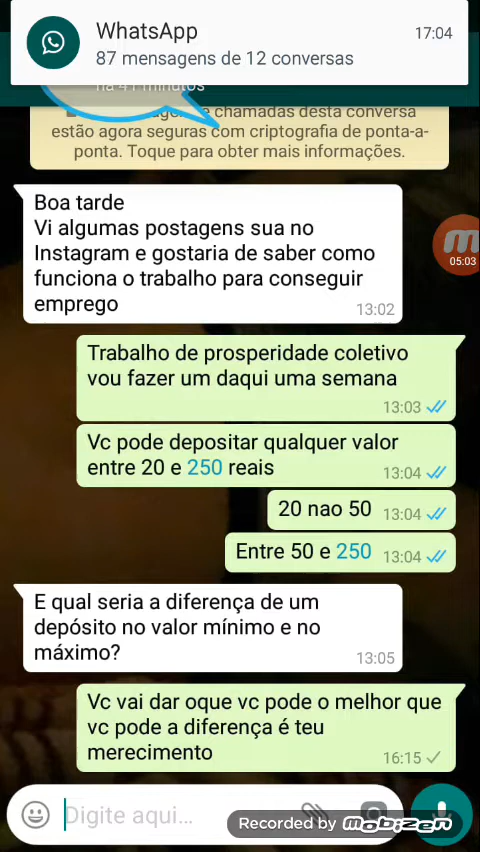 WhatsApp
17:04
87 mensagens de 12 conversas
há 41 minutos
chamadas desta conversa
estão agora seguras com criptografia de ponta-a-
ponta. Toque para obter mais informações.
Boa tarde
Vi algumas postagens sua no
Instagram e gostaria de saber como
funciona o trabalho para conseguir
emprego
13:02
05:03
Trabalho de prosperidade coletivo
vou fazer um daqui uma semana
13:03
Vc pode depositar qualquer valor
entre 20 e 250 reais
13:04
20 nao 50
13:04
Entre 50 e 250
13:04
E qual seria a diferença de um
depósito no valor mínimo e no
máximo?
13:05
Vc vai dar oque vc pode o melhor que
vc pode a diferença é teu
merecimento
16:15
Digite aqui...
Recorded by mobizen